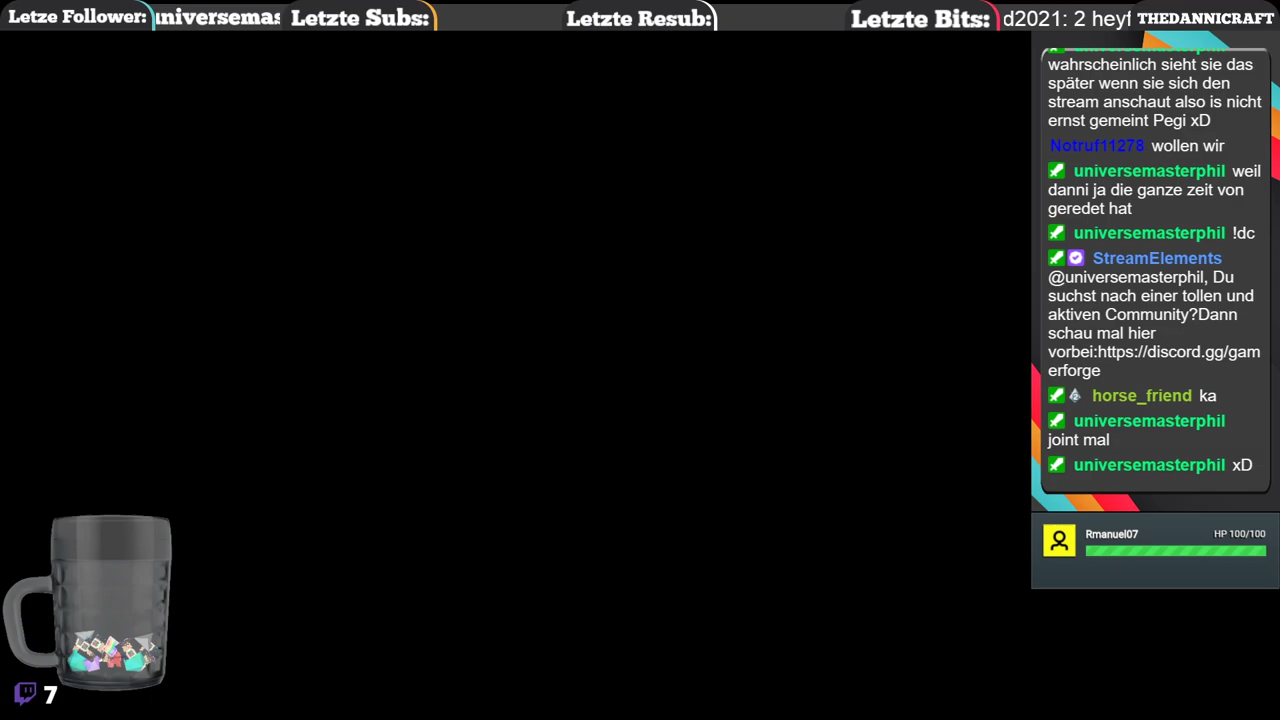 Letze Follower: universemas Letzte Subs: Letzte Resub: Letzte Bits: d2021: 2 heyf THEDANNICRAFT
wahrscheinlich sieht sie das
später wenn sie sich den
stream anschaut also is nicht
ernst gemeint Pegi xD
Notruf11278 wollen wir
universemasterphil weil
danni ja die ganze zeit von
geredet hat
universemasterphil !dc
StreamElements
@universemasterphil, Du
suchst nach einer tollen und
aktiven Community?Dann
schau mal hier
vorbei:https://discord.gg/gam
erforge
horse_friend ka
universemasterphil
joint mal
universemasterphil xD
Rmanuel07 HP 100/100
7